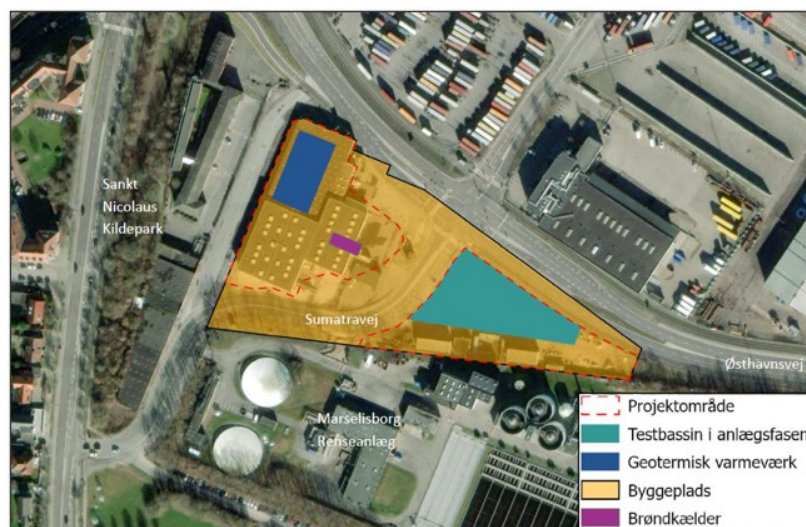 Sankt
Nicolaus
Kildepark
Sumatravej
Østhavnsvej
Marselisborg
Renseanlæg
Projektområde
Testbassin i anlægsfasen
Geotermisk varmeværk
Byggeplads
Brøndkælder